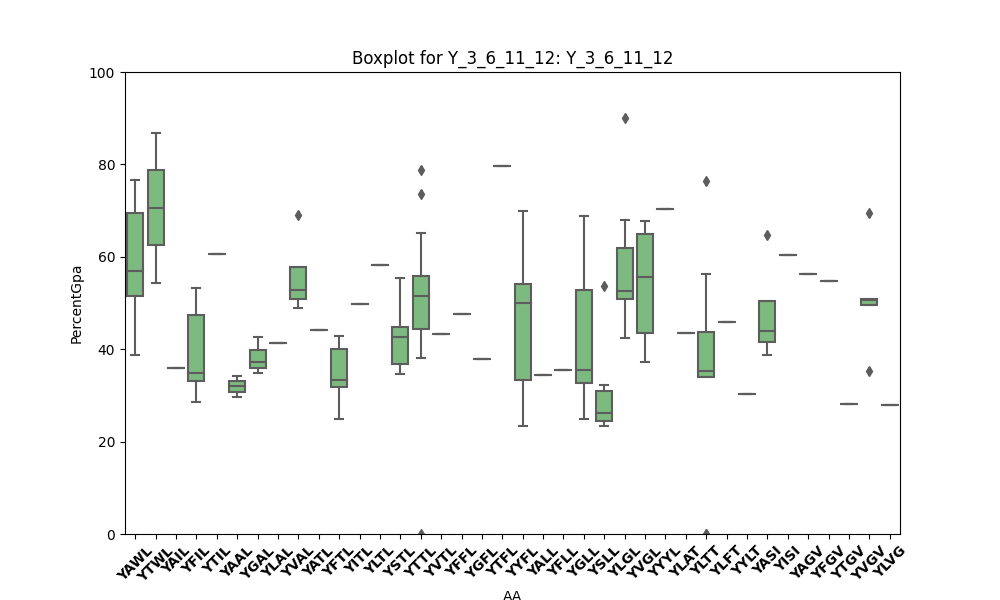 Boxplot for Y_3_6_11_12: Y_3_6_11_12
100
80
60
40
20
0
PercentGpa
YAWL YTWL YAIL YFIL YTIL YAAL YGAL YLAL YVAL YATL YFTL YITL YLTL YSTL YTTL YVTL YFFL YGFL YTFL YYFL YALL YFLL YGLL YSLL YLGL YVGL YYYL YLAT YLTT YLFT YYLT YASI YISI YAGV YFGV YTGV YVGV YLVG
AA